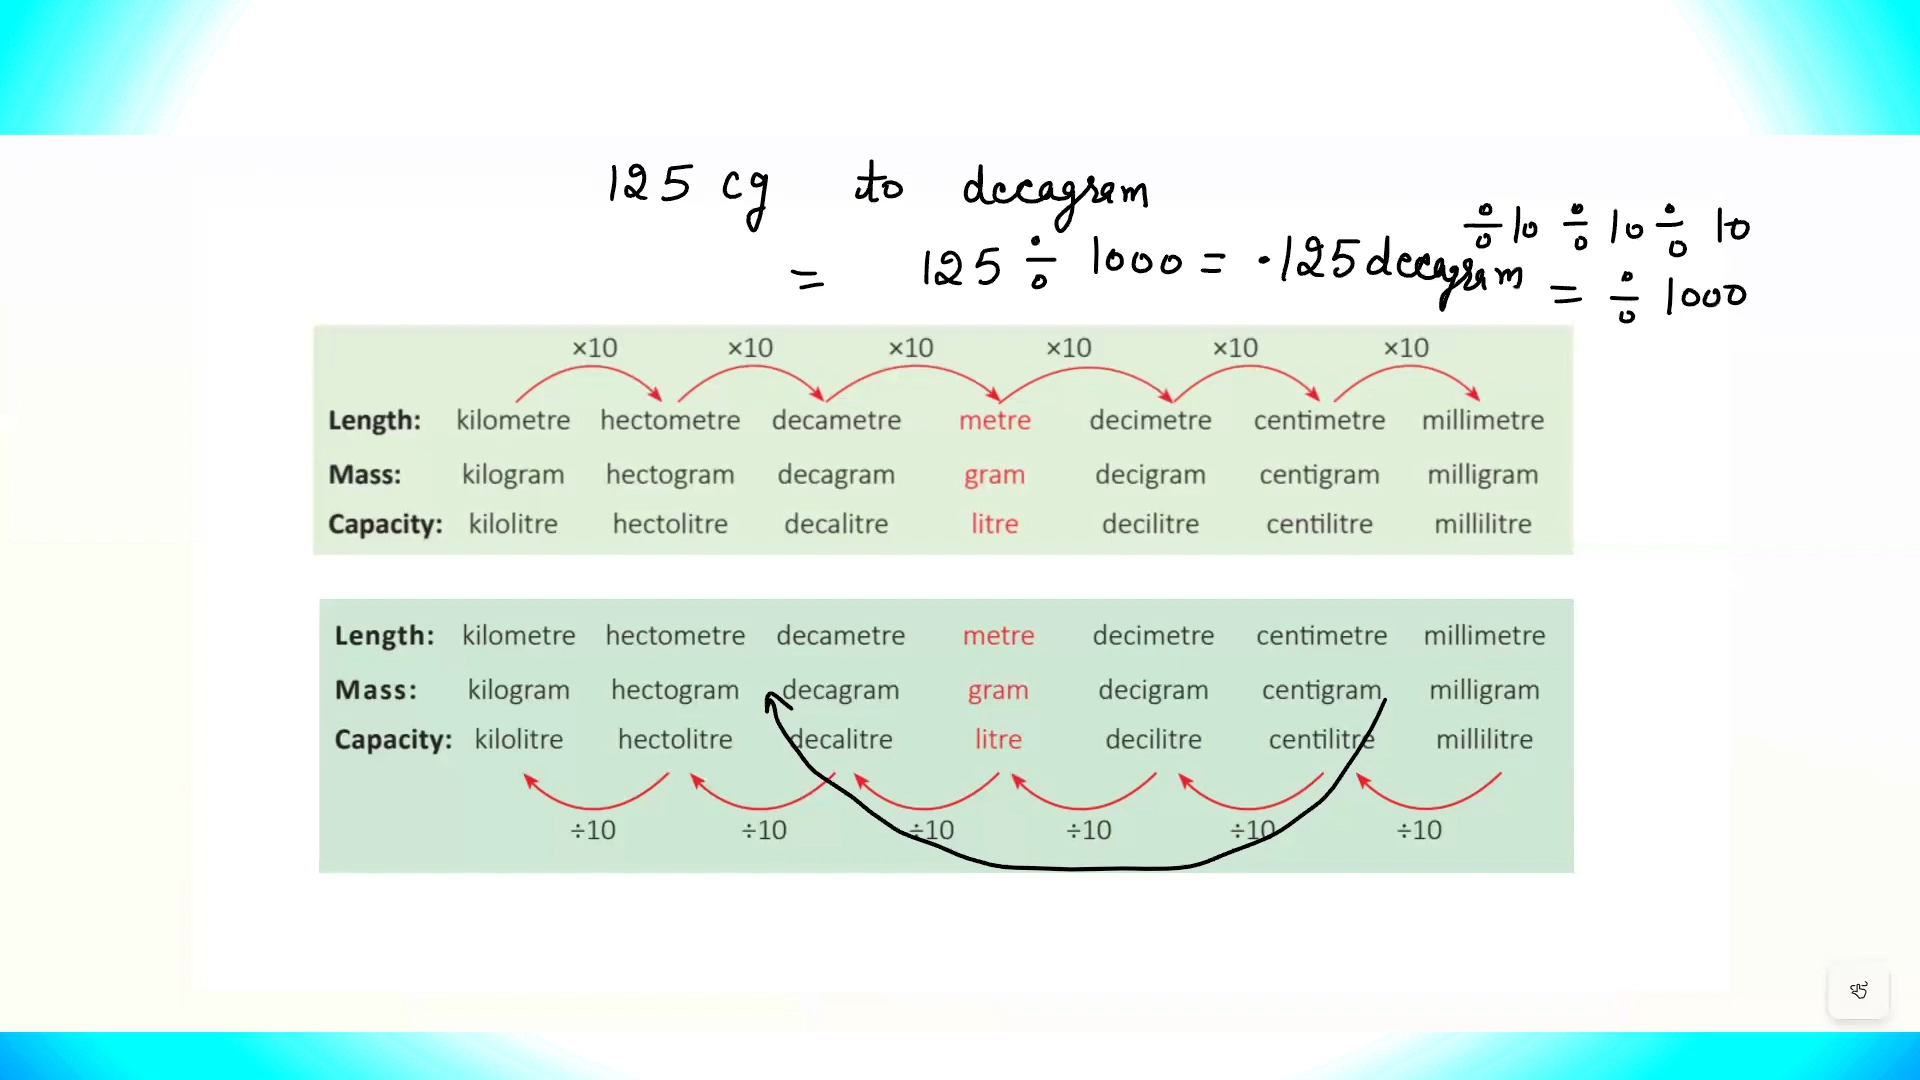 125 cg to decagram
÷ 10 ÷ 10 ÷ 10
= 125 ÷ 1000 = .125 decagram
= ÷ 1000
×10 ×10 ×10 ×10 ×10 ×10
Length: kilometre hectometre decametre metre decimetre centimetre millimetre
Mass: kilogram hectogram decagram gram decigram centigram milligram
Capacity: kilolitre hectolitre decalitre litre decilitre centilitre millilitre
Length: kilometre hectometre decametre metre decimetre centimetre millimetre
Mass: kilogram hectogram decagram gram decigram centigram milligram
Capacity: kilolitre hectolitre decalitre litre decilitre centilitre millilitre
÷10 ÷10 ÷10 ÷10 ÷10 ÷10